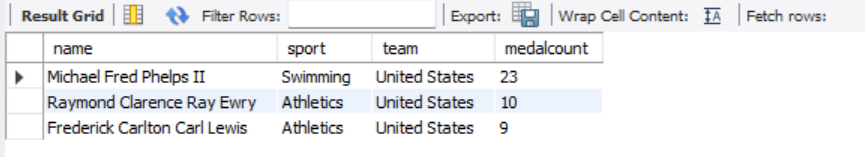 Result Grid Filter Rows: Export: Wrap Cell Content: IA Fetch rows:
name sport team medalcount
Michael Fred Phelps II Swimming United States 23
Raymond Clarence Ray Ewry Athletics United States 10
Frederick Carlton Carl Lewis Athletics United States 9